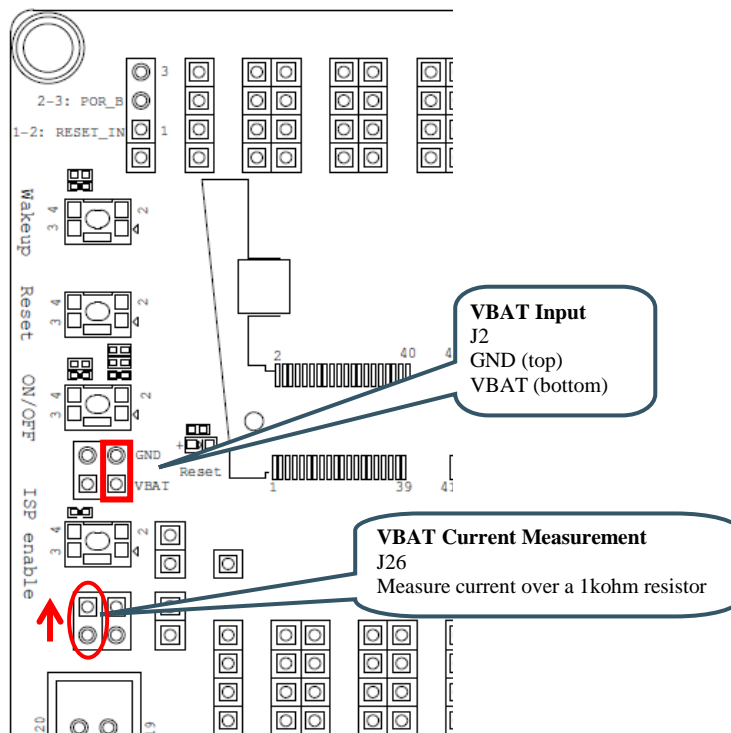 3
2-3: POR_B
1-2: RESET_IN 1
Wakeup
4 2
3
Reset
4 2
3
2 40 4
ON/OFF
4 2
3
VBAT Input
J2
GND (top)
VBAT (bottom)
+
GND
Reset
VBAT
1 39 41
ISP enable
4 2
3
VBAT Current Measurement
J26
Measure current over a 1kohm resistor
20 19